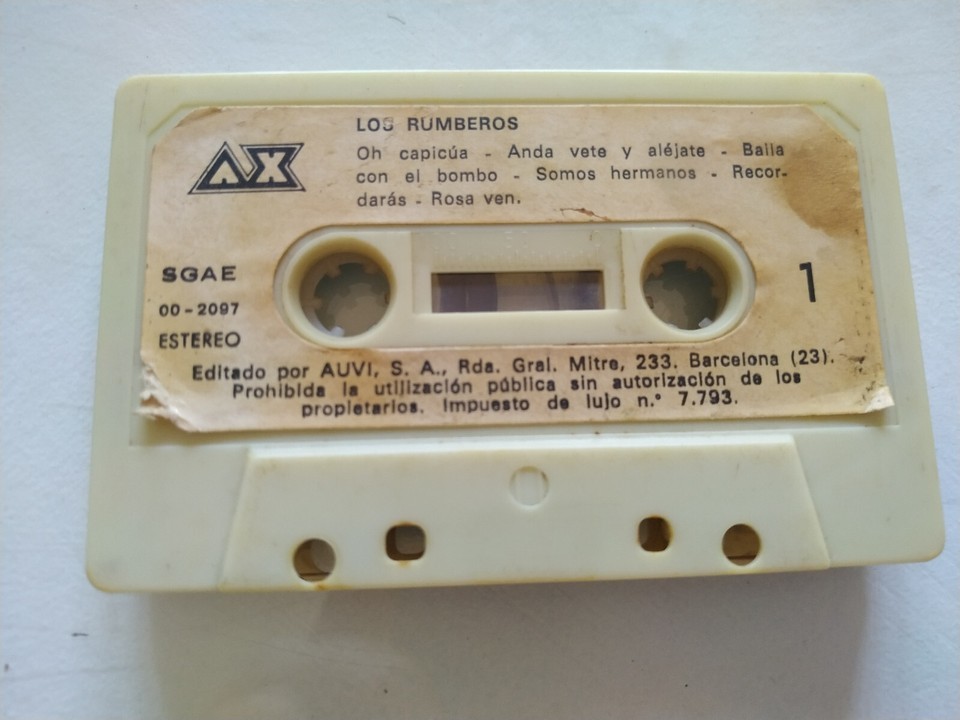 LOS RUMBEROS
Oh capicúa - Anda vete y aléjate - Baila
con el bombo - Somos hermanos - Recor-
darás - Rosa ven.
AX
SGAE
00-2097
ESTEREO
1
Editado por AUVI, S. A., Rda. Gral. Mitre, 233. Barcelona (23).
Prohibida la utilización pública sin autorización de los
propietarios. Impuesto de lujo n.° 7.793.